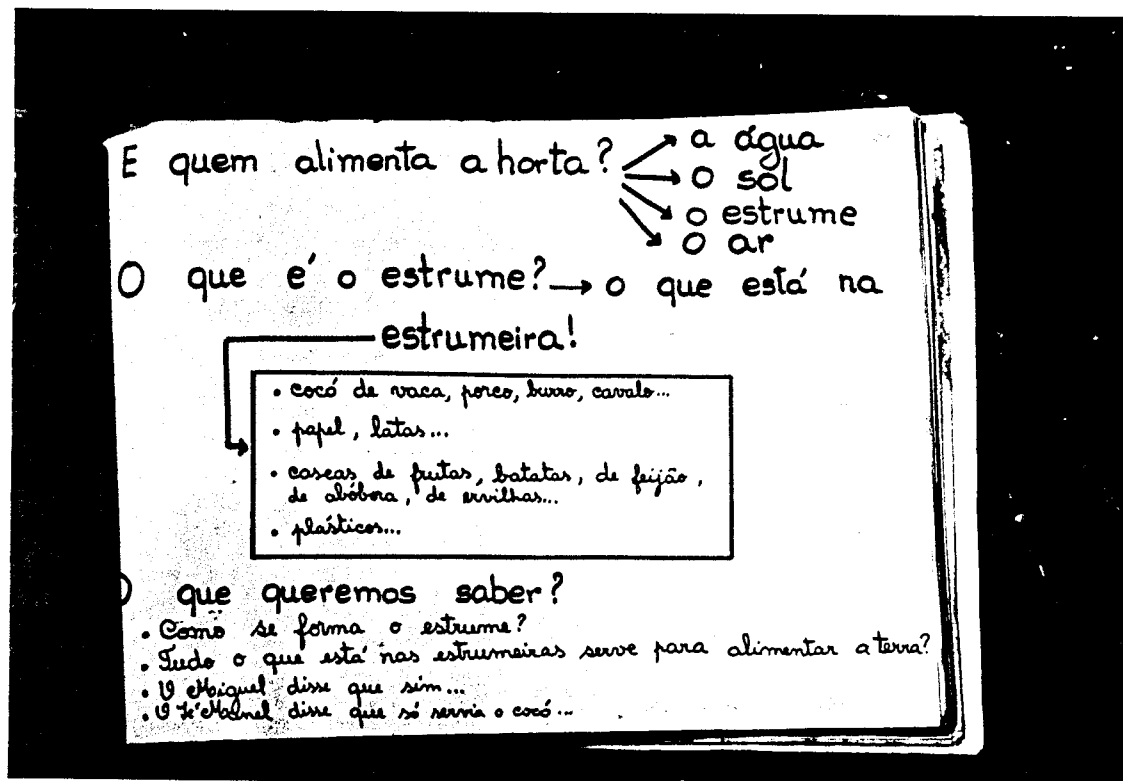 E quem alimenta a horta? → a água
→ o sol
→ o estrume
→ o ar
O que é o estrume? → o que está na
estrumeira!
• cocó de vaca, porco, burro, cavalo...
• papel, latas...
• cascas de frutas, batatas, de feijão,
de abóbora, de ervilhas...
• plásticos...
O que queremos saber?
• Como se forma o estrume?
• Tudo o que está nas estrumeiras serve para alimentar a terra?
• O Miguel disse que sim...
• O Zé Manel disse que só servia o cocó...